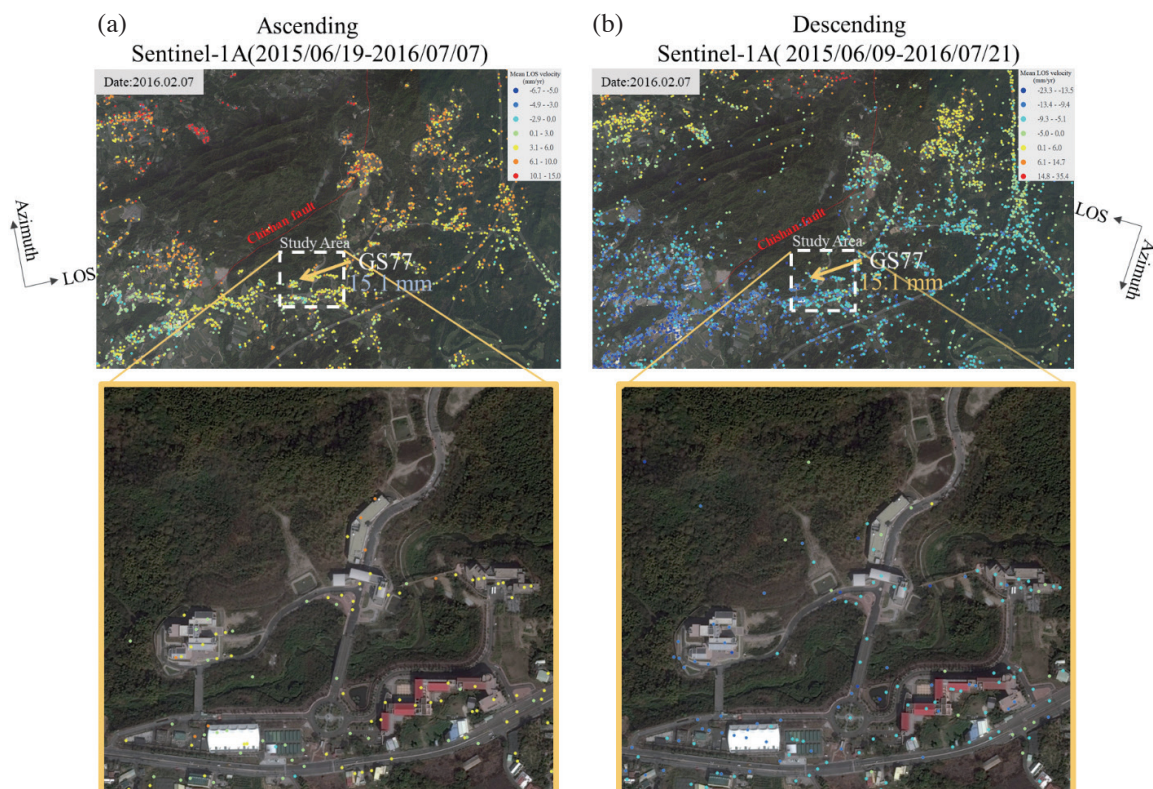 (a)
Ascending
Sentinel-1A(2015/06/19-2016/07/07)
Date:2016.02.07
Mean LOS velocity
(mm/yr)
-6.7 - -5.0
-4.9 - -3.0
-2.9 - 0.0
0.1 - 3.0
3.1 - 6.0
6.1 - 10.0
10.1 - 15.0
Chishan fault
Study Area
GS77
15.1 mm
Azimuth
LOS
(b)
Descending
Sentinel-1A( 2015/06/09-2016/07/21)
Date:2016.02.07
Mean LOS velocity
(mm/yr)
-23.3 - -13.5
-13.4 - -9.4
-9.3 - -5.1
-5.0 - 0.0
0.1 - 6.0
6.1 - 14.7
14.8 - 35.4
Chishan fault
Study Area
GS77
15.1 mm
LOS
Azimuth